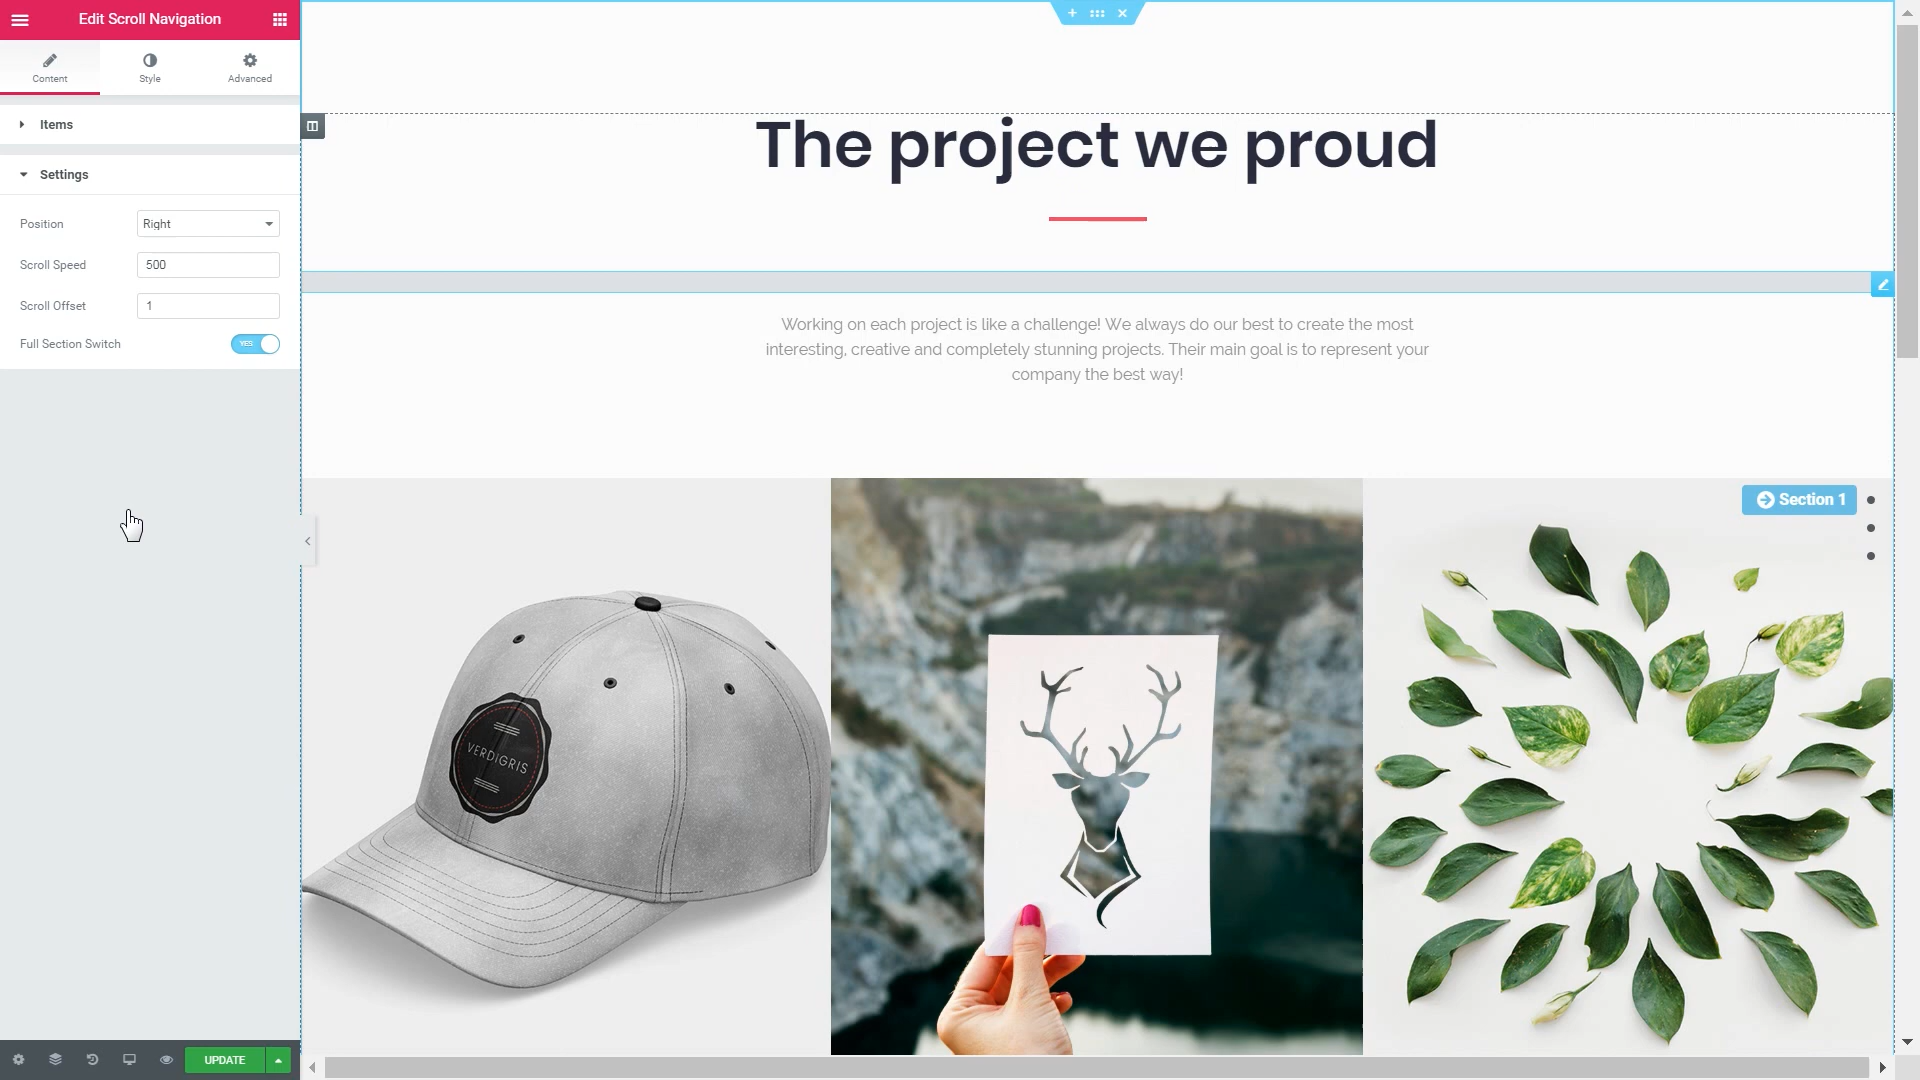 Edit Scroll Navigation
Content
Style
Advanced
Items
Settings
Position
Right
Scroll Speed
500
Scroll Offset
1
Full Section Switch
YES
UPDATE
The project we proud
Working on each project is like a challenge! We always do our best to create the most
interesting, creative and completely stunning projects. Their main goal is to represent your
company the best way!
Section 1
VERDIGRIS